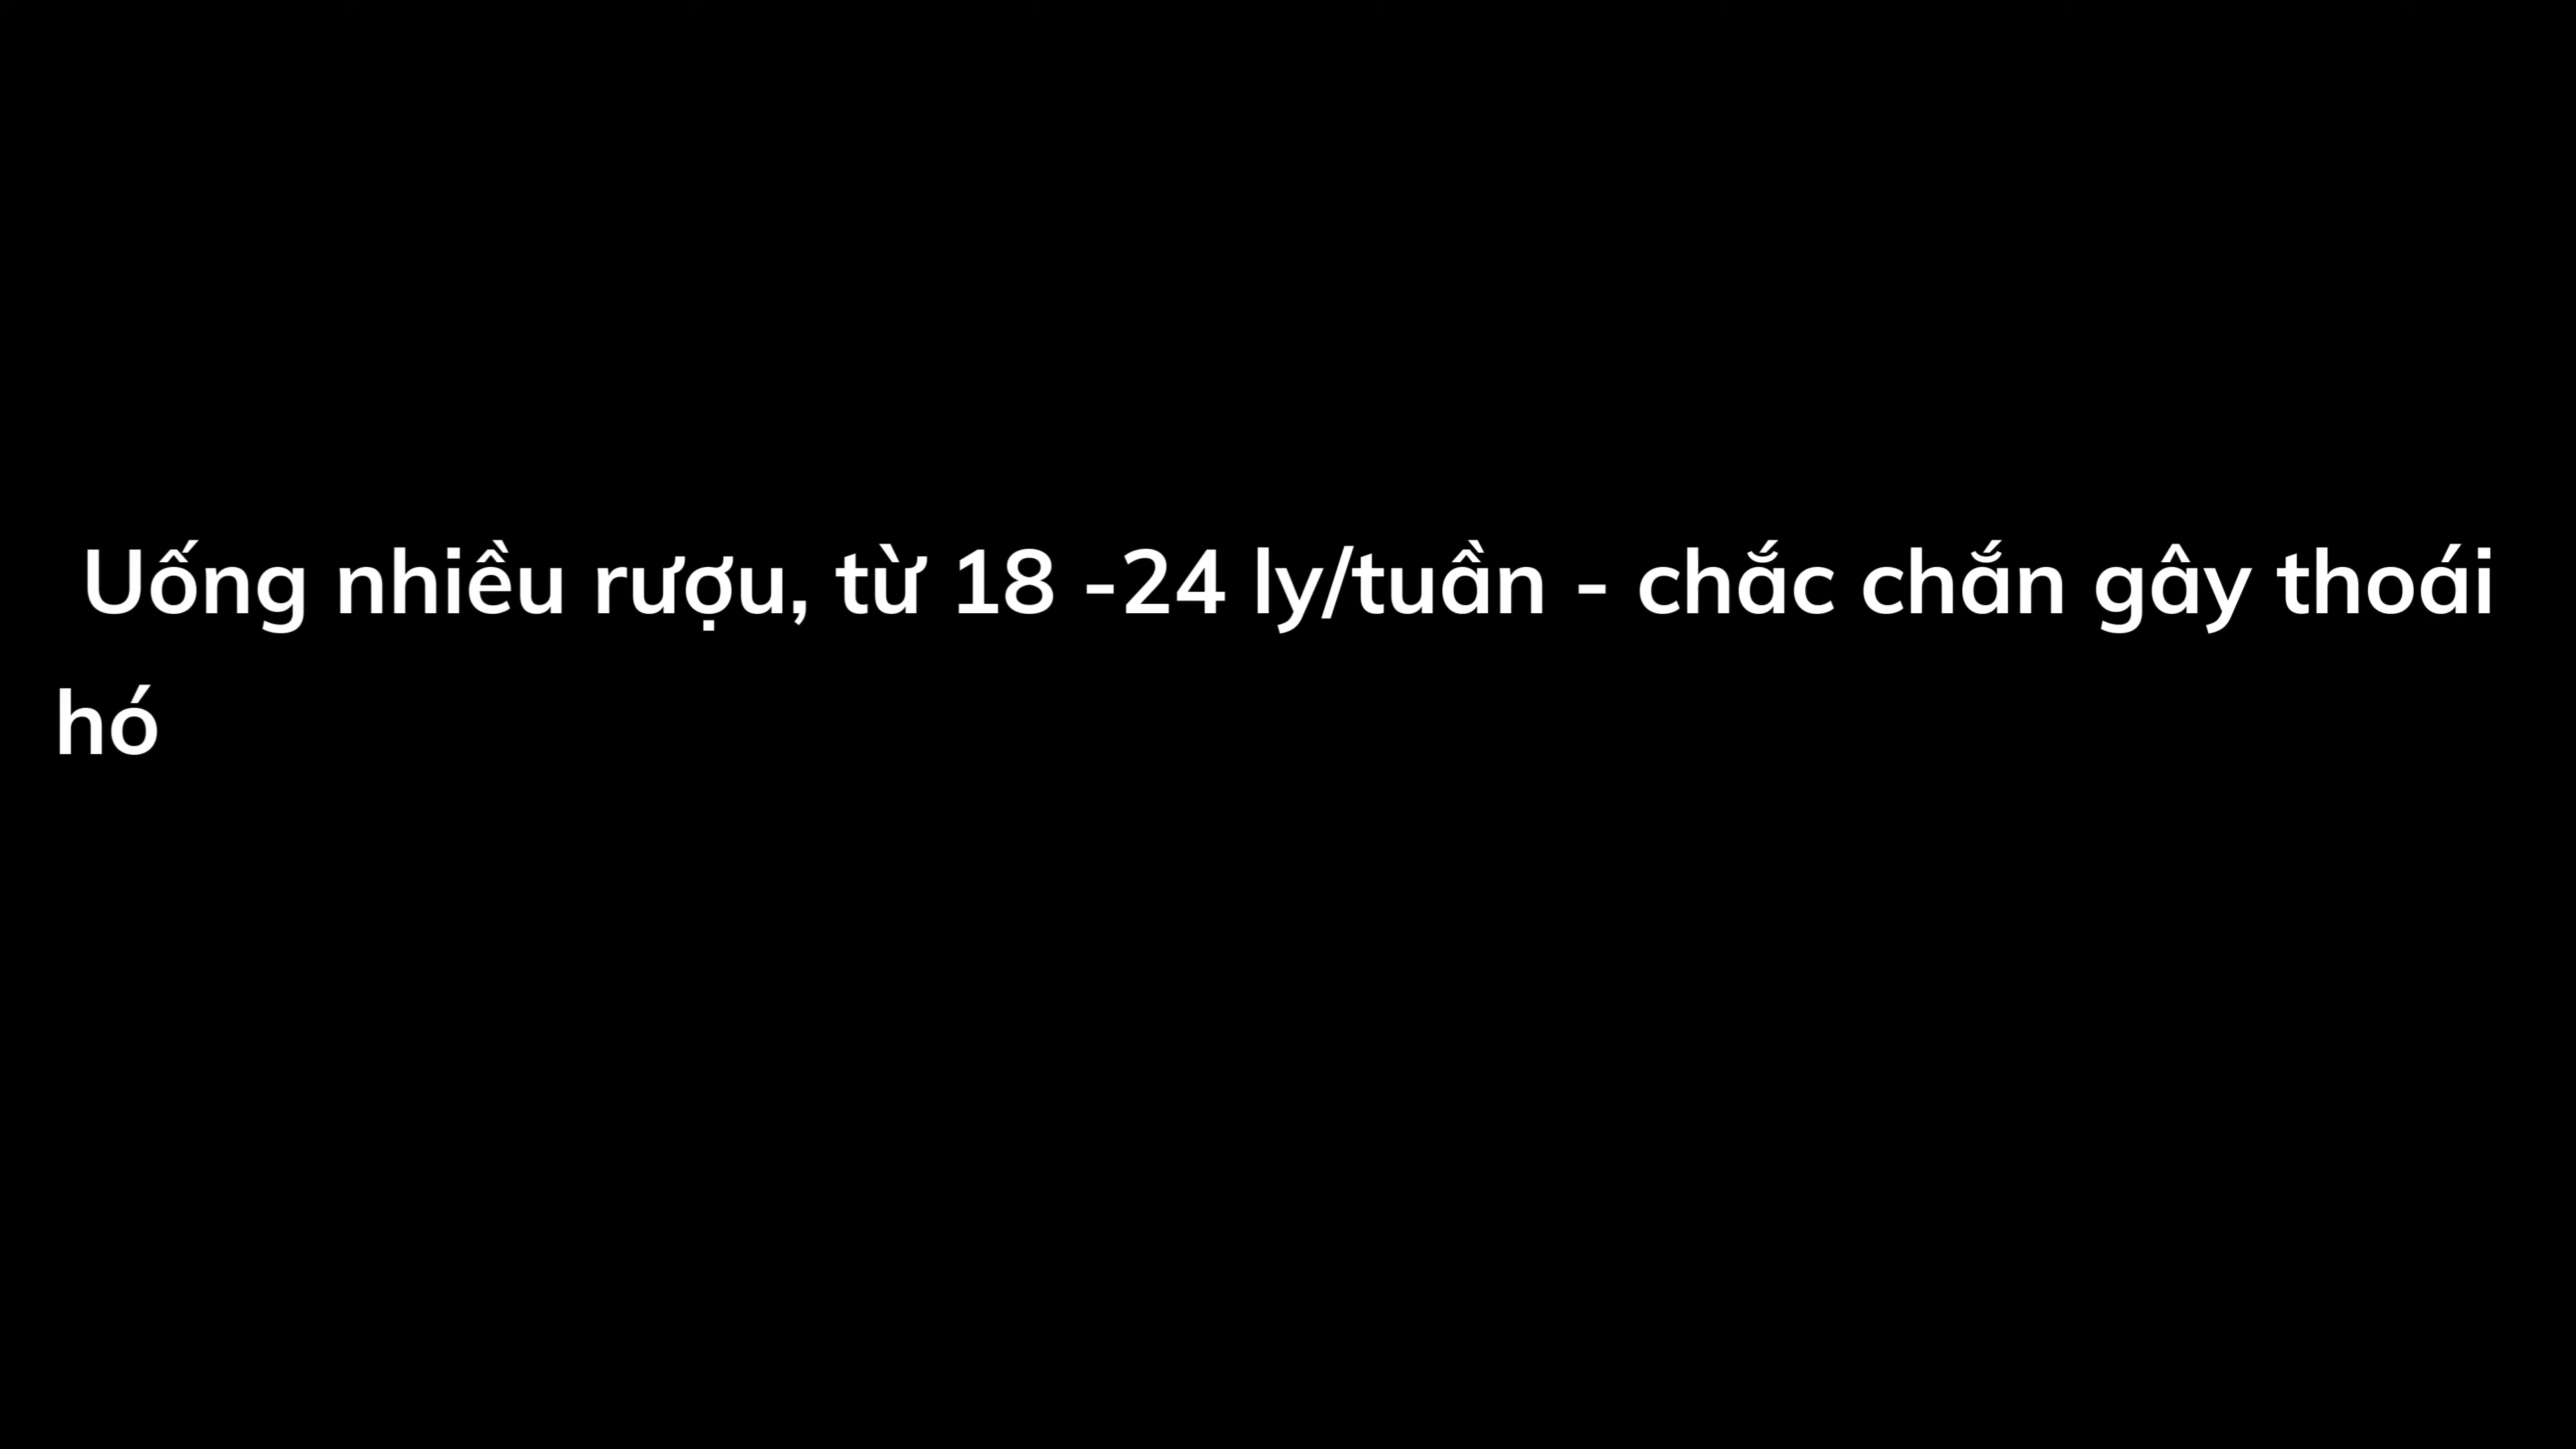 Uống nhiều rượu, từ 18 -24 ly/tuần - chắc chắn gây thoái
hó